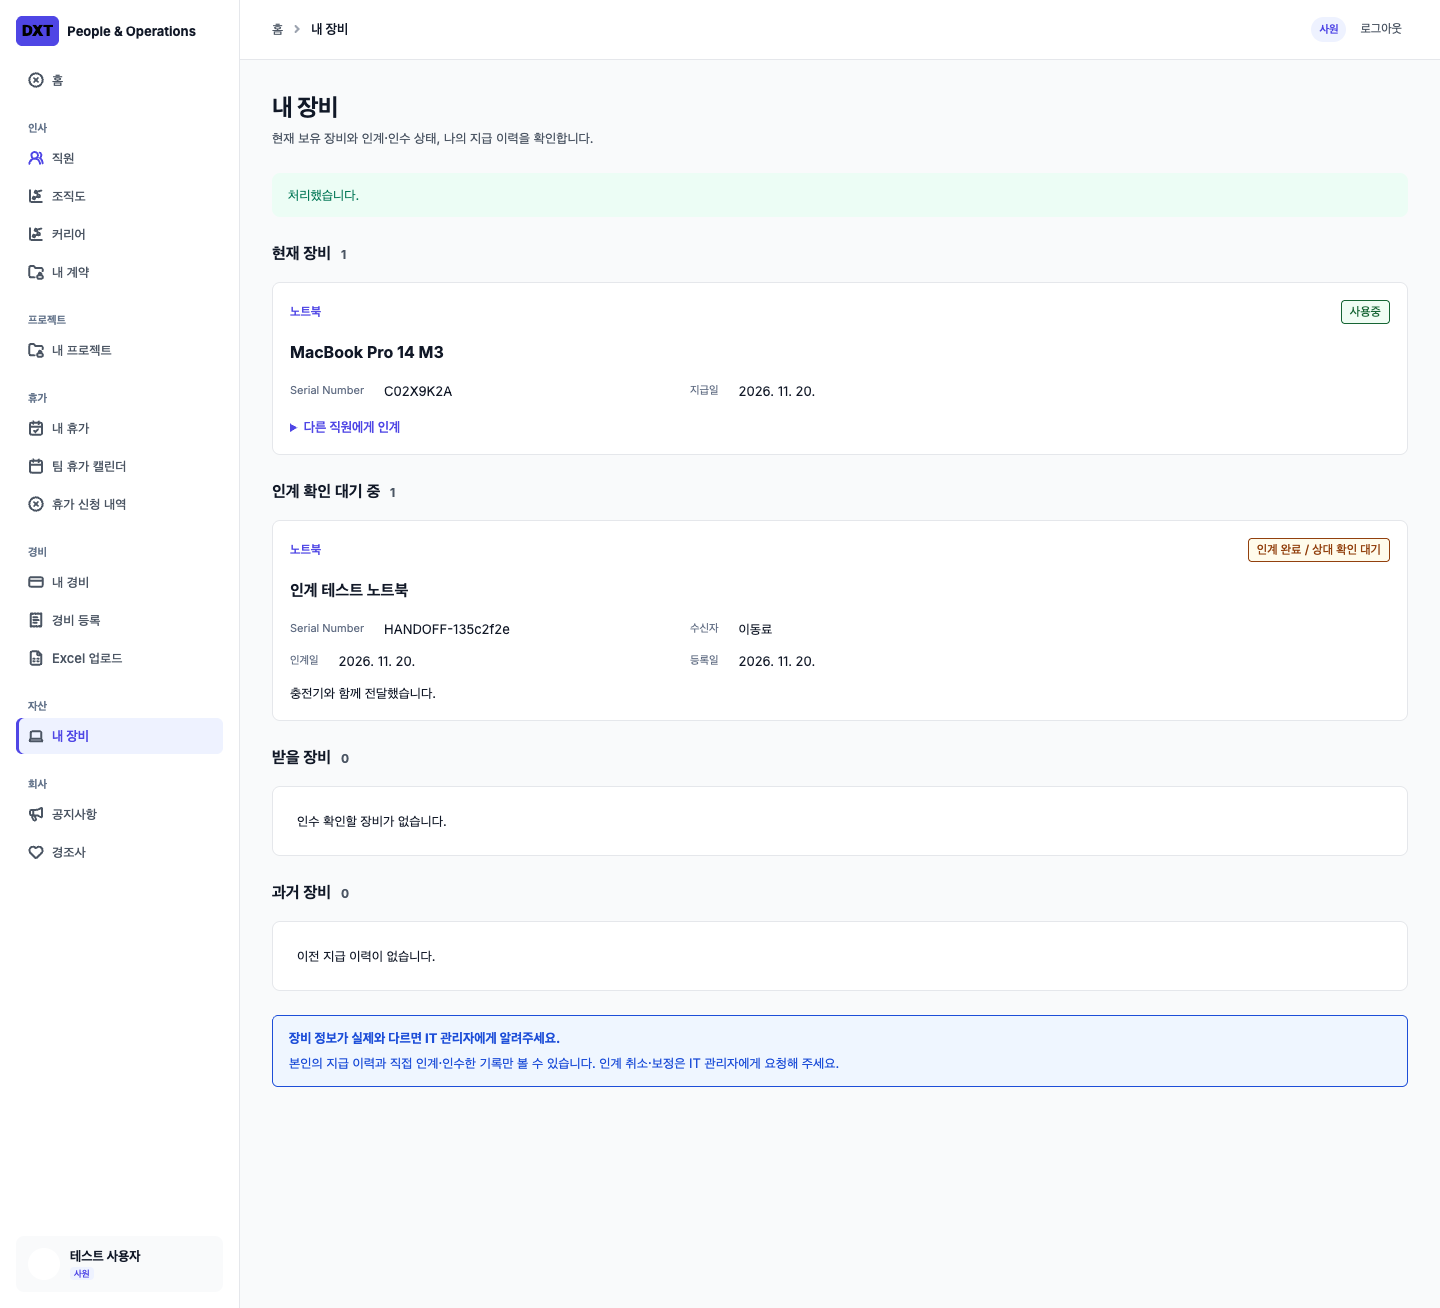 DXT People & Operations
홈
인사
직원
조직도
커리어
내 계약
프로젝트
내 프로젝트
휴가
내 휴가
팀 휴가 캘린더
휴가 신청 내역
경비
내 경비
경비 등록
Excel 업로드
자산
내 장비
회사
공지사항
경조사
테스트 사용자
사원
홈 > 내 장비
사원 로그아웃
내 장비
현재 보유 장비와 인계·인수 상태, 나의 지급 이력을 확인합니다.
처리했습니다.
현재 장비 1
노트북 사용중
MacBook Pro 14 M3
Serial Number C02X9K2A 지급일 2026. 11. 20.
▶ 다른 직원에게 인계
인계 확인 대기 중 1
노트북 인계 완료 / 상대 확인 대기
인계 테스트 노트북
Serial Number HANDOFF-135c2f2e 수신자 이동료
인계일 2026. 11. 20. 등록일 2026. 11. 20.
충전기와 함께 전달했습니다.
받을 장비 0
인수 확인할 장비가 없습니다.
과거 장비 0
이전 지급 이력이 없습니다.
장비 정보가 실제와 다르면 IT 관리자에게 알려주세요.
본인의 지급 이력과 직접 인계·인수한 기록만 볼 수 있습니다. 인계 취소·보정은 IT 관리자에게 요청해 주세요.